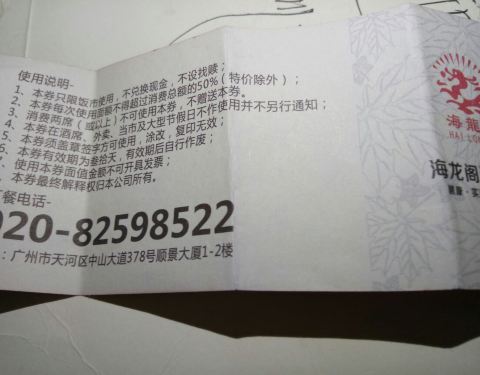 使用说明-
1、本券只限饭市使用，不兑换现金，不设找赎；
2、本券每次使用面额不得超过消费总额的50%（特价除外）；
3、消费两席（或以上）不可使用本券，不赠送本券。
4、本券在酒席、外卖、当市及大型节假日不作使用并不另行通知；
5、本券须盖章签字方可使用，涂改，复印无效；
6、本券有效期为叁拾天，有效期后自行作废；
使用本券面值金额不可开具发票；
本券最终解释权归本公司所有。
订餐电话-
020-82598522
：广州市天河区中山大道378号顺景大厦1-2楼
海龍
HAI LON
海龙阁
健康·实